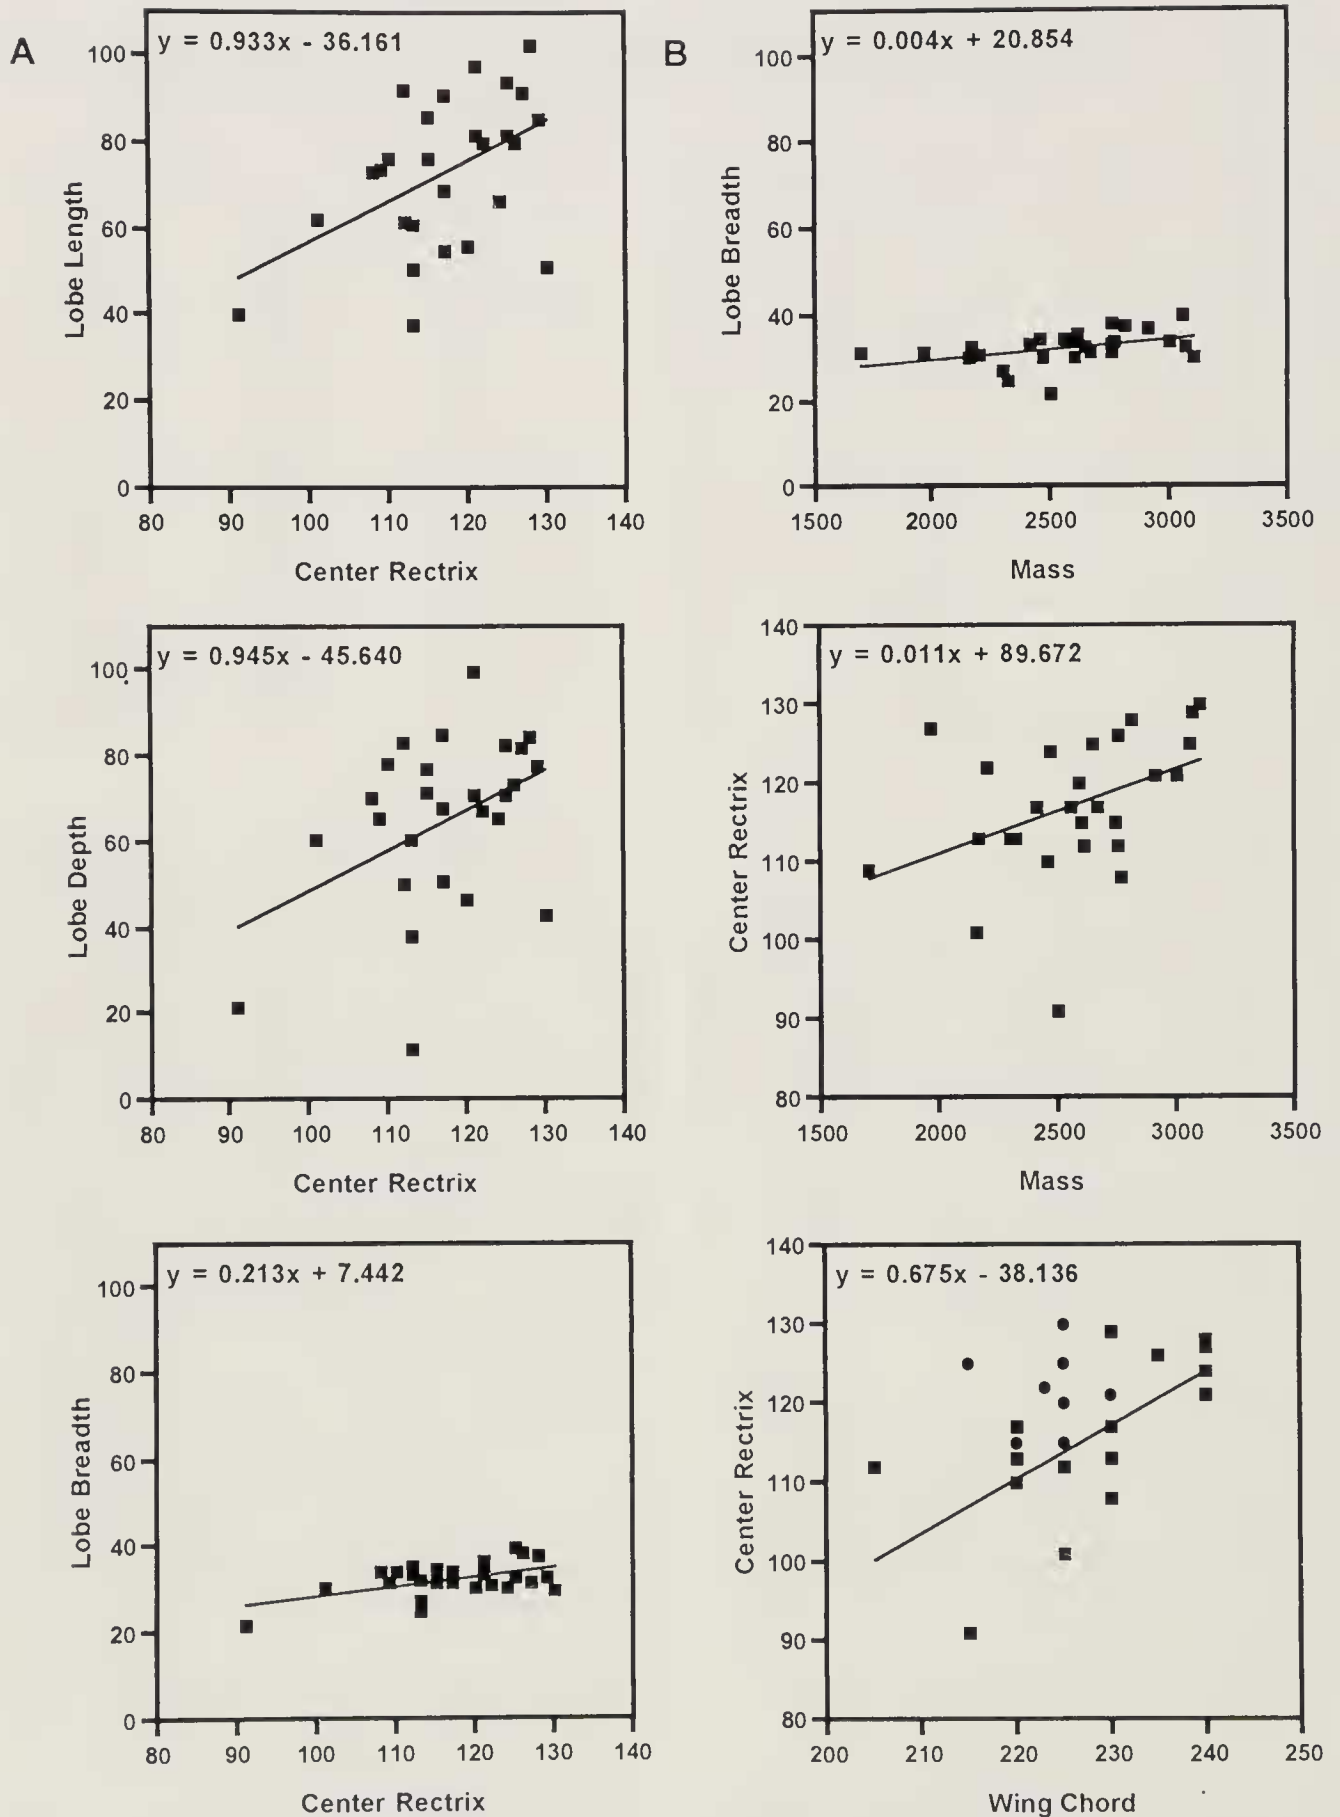 A
y = 0.933x - 36.161
100
80
60
40
20
0
Lobe Length
80 90 100 110 120 130 140
Center Rectrix
B
y = 0.004x + 20.854
100
80
60
40
20
0
Lobe Breadth
1500 2000 2500 3000 3500
Mass
y = 0.945x - 45.640
100
80
60
40
20
0
Lobe Depth
80 90 100 110 120 130 140
Center Rectrix
y = 0.011x + 89.672
140
130
120
110
100
90
80
Center Rectrix
1500 2000 2500 3000 3500
Mass
y = 0.213x + 7.442
100
80
60
40
20
0
Lobe Breadth
80 90 100 110 120 130 140
Center Rectrix
y = 0.675x - 38.136
140
130
120
110
100
90
80
Center Rectrix
200 210 220 230 240 250
Wing Chord